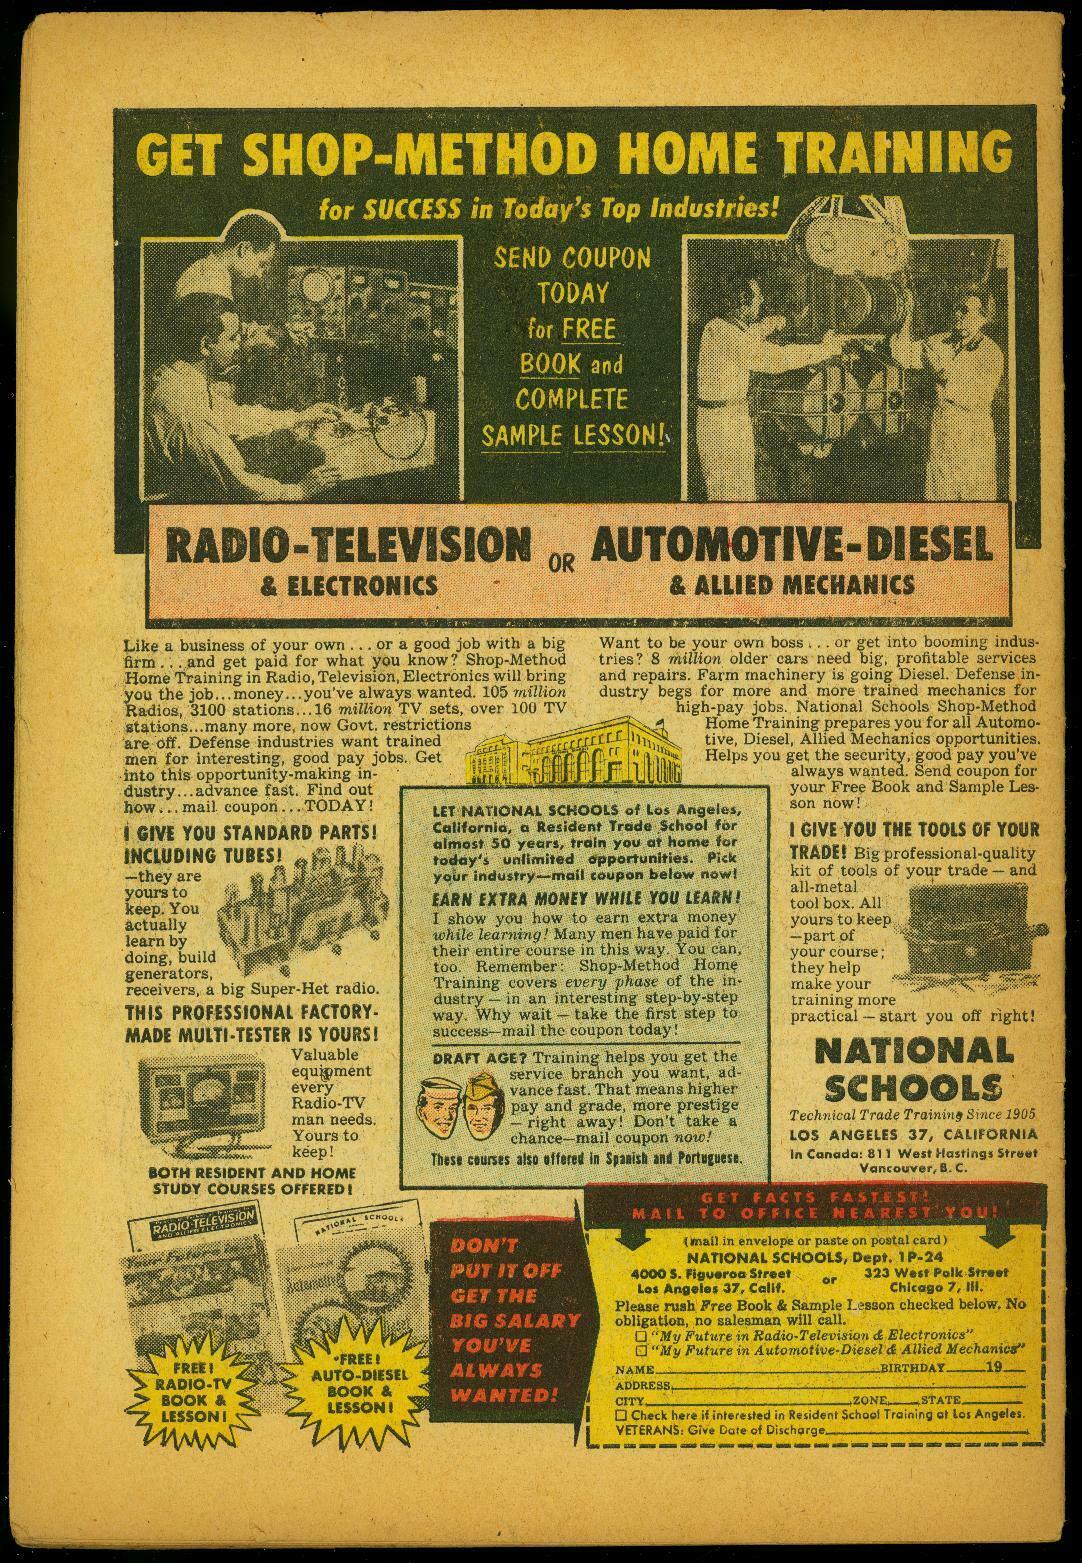 GET SHOP-METHOD HOME TRAINING
for SUCCESS in Today's Top Industries!
SEND COUPON
TODAY
for FREE
BOOK and
COMPLETE
SAMPLE LESSON!
RADIO-TELEVISION
& ELECTRONICS
OR
AUTOMOTIVE-DIESEL
& ALLIED MECHANICS
Like a business of your own...or a good job with a big
firm...and get paid for what you know? Shop-Method
Home Training in Radio, Television, Electronics will bring
you the job...money...you've always wanted. 105 million
Radios, 3100 stations...16 million TV sets, over 100 TV
stations...many more, now Govt. restrictions
are off. Defense industries want trained
men for interesting, good pay jobs. Get
into this opportunity-making in-
dustry...advance fast. Find out
how...mail coupon...TODAY!
I GIVE YOU STANDARD PARTS!
INCLUDING TUBES!
—they are
yours to
keep. You
actually
learn by
doing, build
generators,
receivers, a big Super-Het radio.
THIS PROFESSIONAL FACTORY-
MADE MULTI-TESTER IS YOURS!
Valuable
equipment
every
Radio-TV
man needs.
Yours to
keep!
BOTH RESIDENT AND HOME
STUDY COURSES OFFERED!
LET NATIONAL SCHOOLS of Los Angeles,
California, a Resident Trade School for
almost 50 years, train you at home for
today's unlimited opportunities. Pick
your industry—mail coupon below now!
EARN EXTRA MONEY WHILE YOU LEARN!
I show you how to earn extra money
while learning! Many men have paid for
their entire course in this way. You can,
too. Remember: Shop-Method Home
Training covers every phase of the in-
dustry — in an interesting step-by-step
way. Why wait — take the first step to
success—mail the coupon today!
DRAFT AGE? Training helps you get the
service branch you want, ad-
vance fast. That means higher
pay and grade, more prestige
— right away! Don't take a
chance—mail coupon now!
These courses also offered in Spanish and Portuguese.
Want to be your own boss...or get into booming indus-
tries? 8 million older cars need big, profitable services
and repairs. Farm machinery is going Diesel. Defense in-
dustry begs for more and more trained mechanics for
high-pay jobs. National Schools Shop-Method
Home Training prepares you for all Automo-
tive, Diesel, Allied Mechanics opportunities.
Helps you get the security, good pay you've
always wanted. Send coupon for
your Free Book and Sample Les-
son now!
I GIVE YOU THE TOOLS OF YOUR
TRADE! Big professional-quality
kit of tools of your trade — and
all-metal
tool box. All
yours to keep
—part of
your course;
they help
make your
training more
practical — start you off right!
NATIONAL
SCHOOLS
Technical Trade Training Since 1905
LOS ANGELES 37, CALIFORNIA
In Canada: 811 West Hastings Street
Vancouver, B. C.
RADIO-TELEVISION
AND ALLIED ELECTRONICS
NATIONAL SCHOOLS
FREE!
RADIO-TV
BOOK &
LESSON!
FREE!
AUTO-DIESEL
BOOK &
LESSON!
DON'T
PUT IT OFF
GET THE
BIG SALARY
YOU'VE
ALWAYS
WANTED!
GET FACTS FASTEST!
MAIL TO OFFICE NEAREST YOU!
(mail in envelope or paste on postal card)
NATIONAL SCHOOLS, Dept. 1P-24
4000 S. Figueroa Street
Los Angeles 37, Calif.
or
323 West Polk Street
Chicago 7, Ill.
Please rush Free Book & Sample Lesson checked below. No
obligation, no salesman will call.
☐ "My Future in Radio-Television & Electronics"
☐ "My Future in Automotive-Diesel & Allied Mechanics"
NAME BIRTHDAY 19
ADDRESS
CITY ZONE STATE
☐ Check here if interested in Resident School Training at Los Angeles.
VETERANS: Give Date of Discharge